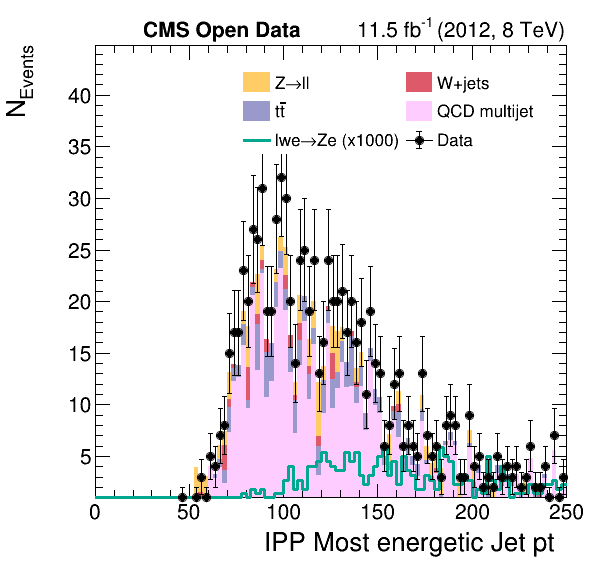 CMS Open Data 11.5 fb⁻¹ (2012, 8 TeV)
N_Events
Z→ll W+jets
tt̄ QCD multijet
lwe→Ze (x1000) Data
40
35
30
25
20
15
10
5
0 50 100 150 200 250
IPP Most energetic Jet pt